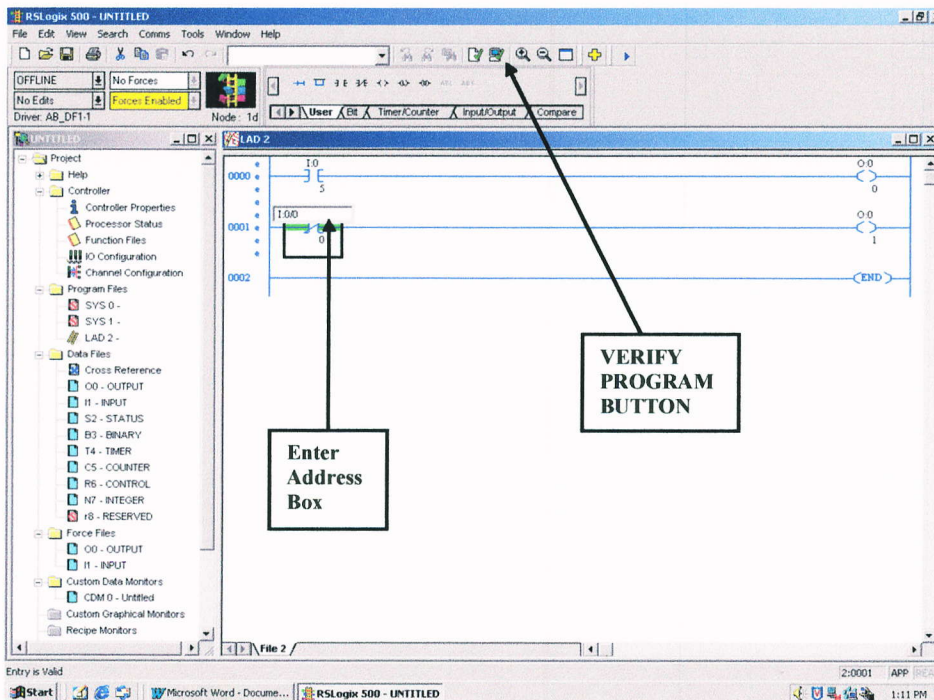 RSLogix 500 - UNTITLED
File Edit View Search Comms Tools Window Help
OFFLINE No Forces
No Edits Forces Enabled
Driver: AB_DF1-1 Node: 1d
User Bit Timer/Counter Input/Output Compare
UNTITLED
LAD 2
Project
Help
Controller
Controller Properties
Processor Status
Function Files
IO Configuration
Channel Configuration
Program Files
SYS 0 -
SYS 1 -
LAD 2 -
Data Files
Cross Reference
O0 - OUTPUT
I1 - INPUT
S2 - STATUS
B3 - BINARY
T4 - TIMER
C5 - COUNTER
R6 - CONTROL
N7 - INTEGER
r8 - RESERVED
Force Files
O0 - OUTPUT
I1 - INPUT
Custom Data Monitors
CDM 0 - Untitled
Custom Graphical Monitors
Recipe Monitors
0000
I:0
5
O:0
0
I:0/0
0001
0
O:0
1
0002
END
VERIFY
PROGRAM
BUTTON
Enter
Address
Box
File 2
Entry is Valid
2:0001 APP
Start Microsoft Word - Docume... RSLogix 500 - UNTITLED 1:11 PM